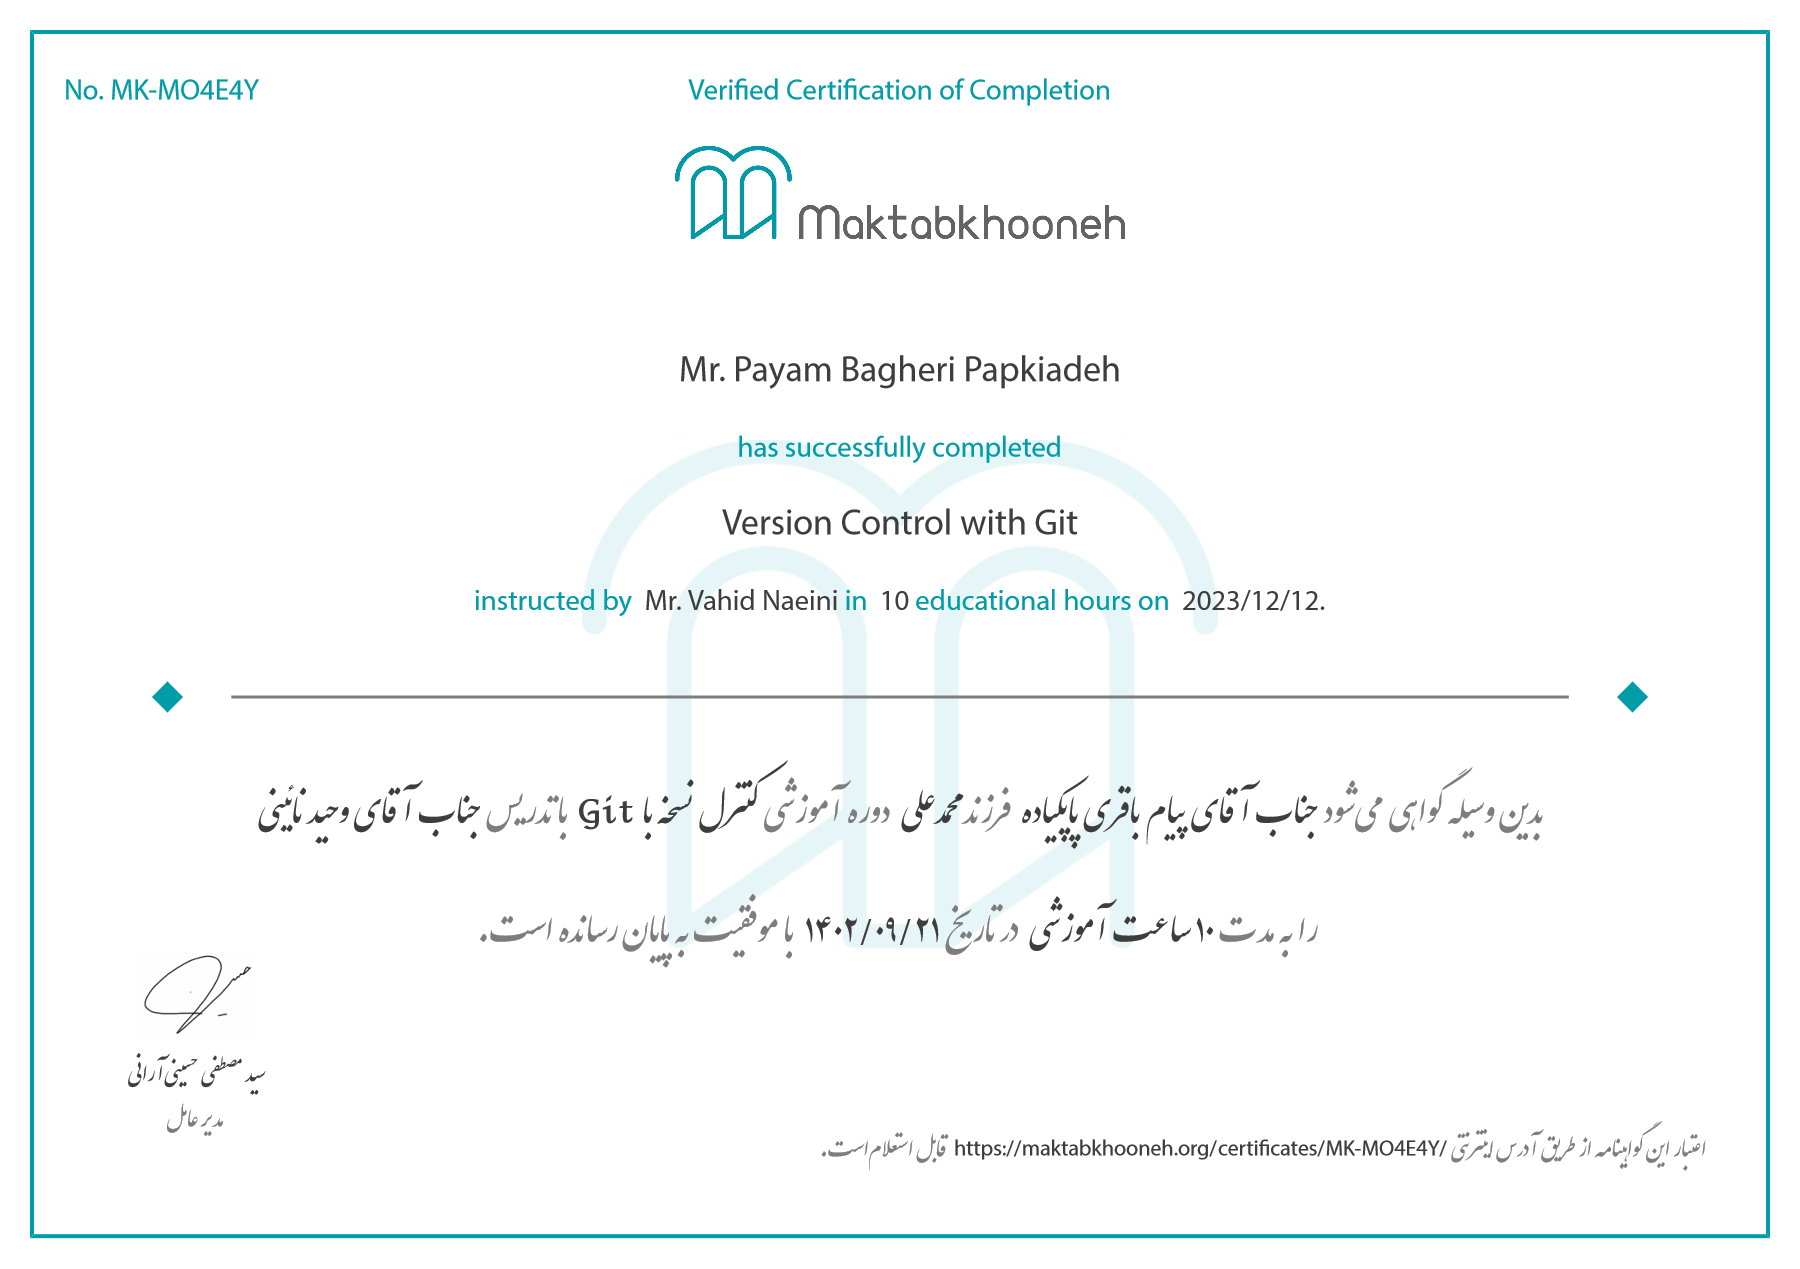 No. MK-MO4E4Y
Verified Certification of Completion
Maktabkhooneh
Mr. Payam Bagheri Papkiadeh
has successfully completed
Version Control with Git
instructed by Mr. Vahid Naeini in 10 educational hours on 2023/12/12.
بدین وسیله گواهی می‌شود جناب آقای پیام باقری پاپکیاده فرزند محمدعلی دوره آموزشی کنترل نسخه با Git با تدریس جناب آقای وحید نائینی
را به مدت ۱۰ ساعت آموزشی در تاریخ ۱۴۰۲/۰۹/۲۱ با موفقیت به پایان رسانده است.
سید مصطفی حسینی آرانی
مدیر عامل
اعتبار این گواهینامه از طریق آدرس اینترنتی https://maktabkhooneh.org/certificates/MK-MO4E4Y/ قابل استعلام است.